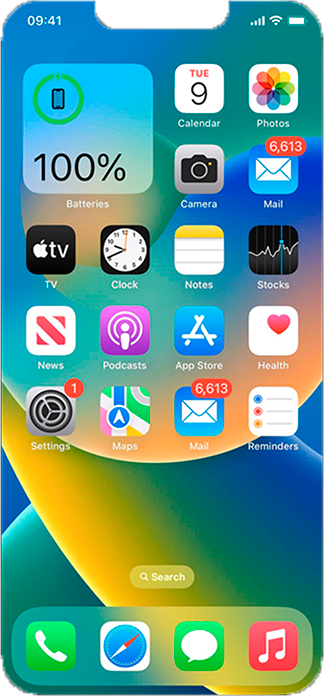 09:41
TUE
9
100%
Calendar
Photos
6,613
Batteries
Camera
Mail
tv
TV
Clock
Notes
Stocks
News
Podcasts
App Store
Health
1
6,613
Settings
Maps
Mail
Reminders
Search